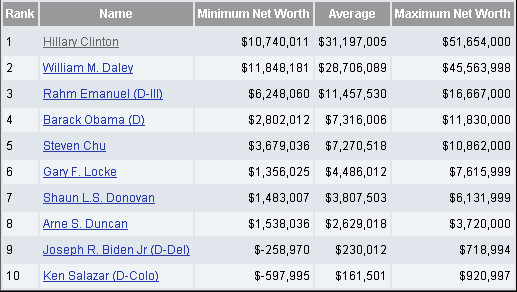 Rank Name Minimum Net Worth Average Maximum Net Worth
1 Hillary Clinton $10,740,011 $31,197,005 $51,654,000
2 William M. Daley $11,848,181 $28,706,089 $45,563,998
3 Rahm Emanuel (D-Ill) $6,248,060 $11,457,530 $16,667,000
4 Barack Obama (D) $2,802,012 $7,316,006 $11,830,000
5 Steven Chu $3,679,036 $7,270,518 $10,862,000
6 Gary F. Locke $1,356,025 $4,486,012 $7,615,999
7 Shaun L.S. Donovan $1,483,007 $3,807,503 $6,131,999
8 Arne S. Duncan $1,538,036 $2,629,018 $3,720,000
9 Joseph R. Biden Jr (D-Del) $-258,970 $230,012 $718,994
10 Ken Salazar (D-Colo) $-597,995 $161,501 $920,997